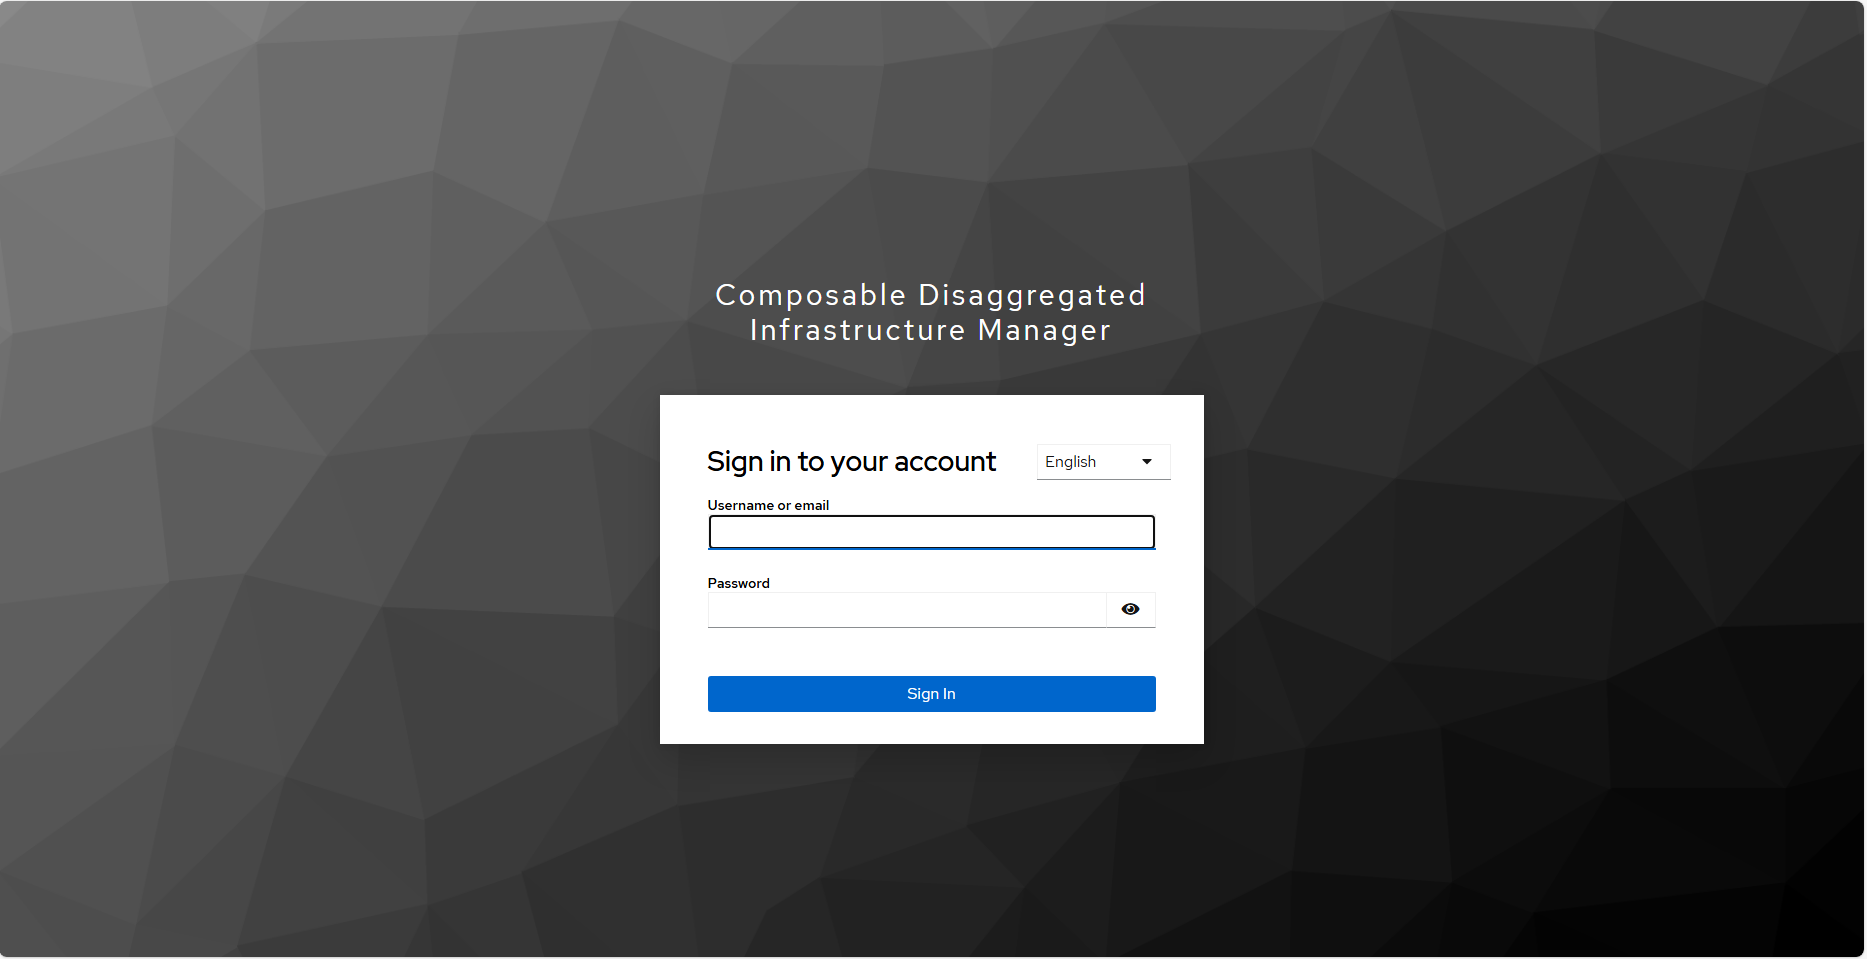 Composable Disaggregated
Infrastructure Manager
Sign in to your account
English
Username or email
Password
Sign In